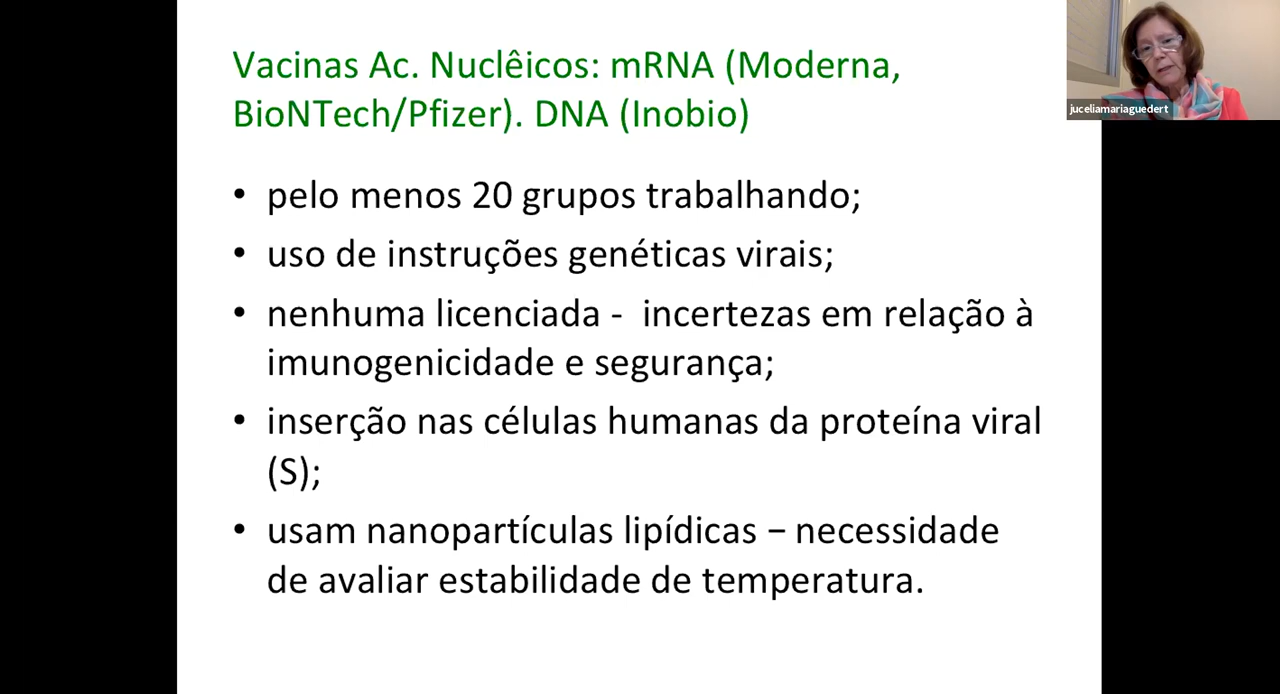 Vacinas Ac. Nuclêicos: mRNA (Moderna,
BioNTech/Pfizer). DNA (Inobio)
• pelo menos 20 grupos trabalhando;
• uso de instruções genéticas virais;
• nenhuma licenciada - incertezas em relação à
imunogenicidade e segurança;
• inserção nas células humanas da proteína viral
(S);
• usam nanopartículas lipídicas – necessidade
de avaliar estabilidade de temperatura.
juceliamariaguedert